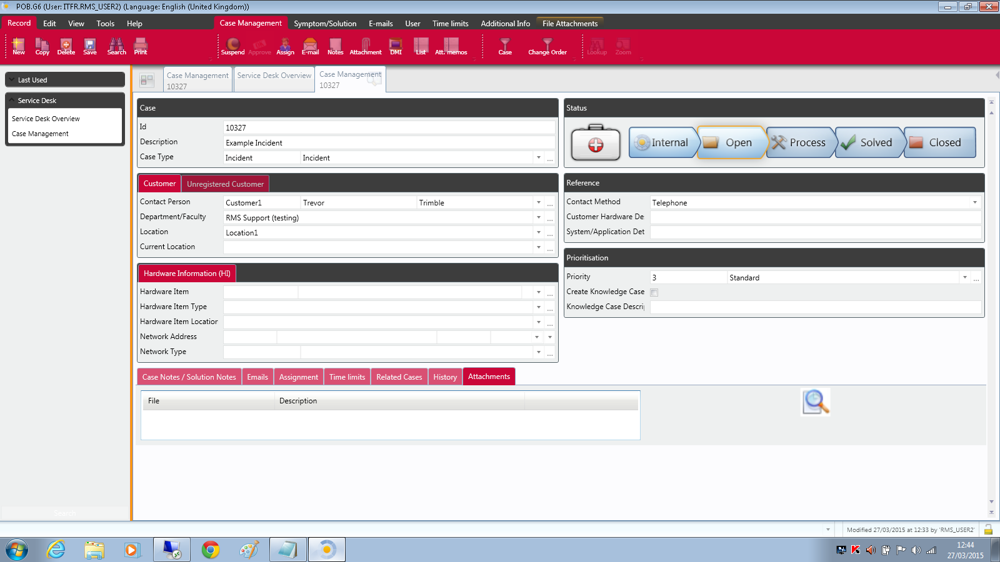 POB.G6 (User: ITFR.RMS_USER2) (Language: English (United Kingdom))
Record Edit View Tools Help Case Management Symptom/Solution E-mails User Time limits Additional Info File Attachments
New Copy Delete Save Search Print Suspend Approve Assign E-mail Notes Attachment DMI List Att. memos Case Change Order Lookup Zoom
Last Used
Service Desk
Service Desk Overview
Case Management
Search
Case Management
10327
Service Desk Overview
Case Management
10327
Case
Id 10327
Description Example Incident
Case Type Incident Incident ...
Customer Unregistered Customer
Contact Person Customer1 Trevor Trimble ...
Department/Faculty RMS Support (testing) ...
Location Location1 ...
Current Location ...
Hardware Information (HI)
Hardware Item ...
Hardware Item Type ...
Hardware Item Location ...
Network Address
Network Type ...
Status
Internal Open Process Solved Closed
Reference
Contact Method Telephone
Customer Hardware De
System/Application Det
Prioritisation
Priority 3 Standard ...
Create Knowledge Case
Knowledge Case Descri
Case Notes / Solution Notes Emails Assignment Time limits Related Cases History Attachments
File Description
Modified 27/03/2015 at 12:33 by 'RMS_USER2'
12:44
27/03/2015